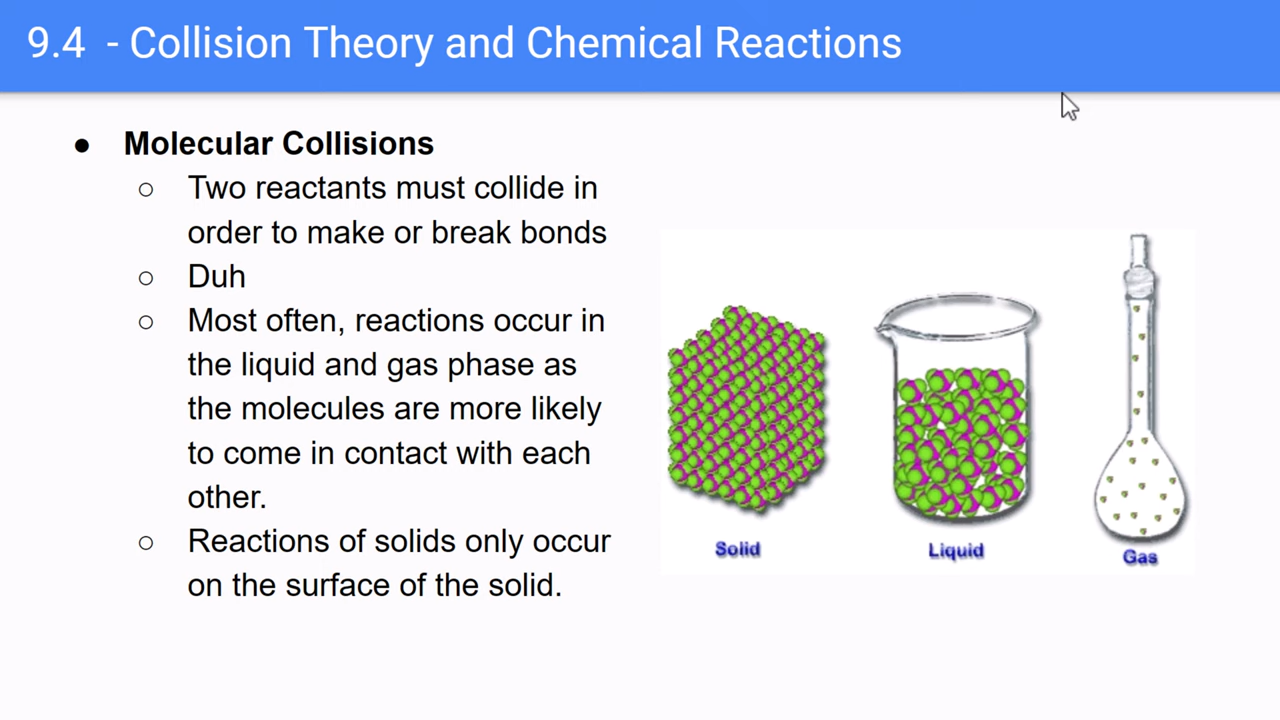 9.4 - Collision Theory and Chemical Reactions
● Molecular Collisions
○ Two reactants must collide in
order to make or break bonds
○ Duh
○ Most often, reactions occur in
the liquid and gas phase as
the molecules are more likely
to come in contact with each
other.
○ Reactions of solids only occur
on the surface of the solid.
Solid
Liquid
Gas